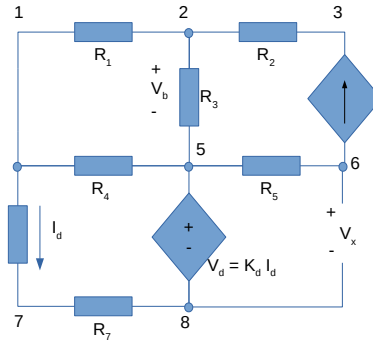 1
2
3
R1
R2
+
Vb
-
R3
5
6
R4
R5
Id
+
-
Vd = Kd Id
+
Vx
-
7
R7
8